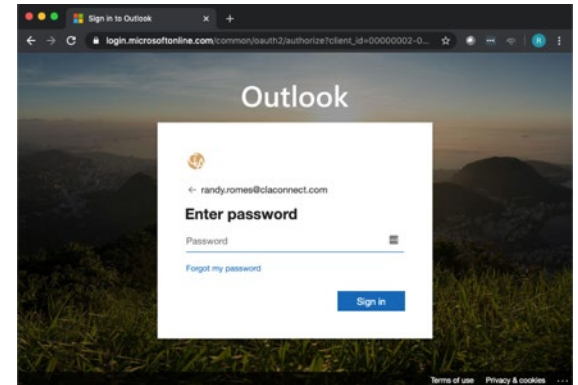 Sign in to Outlook
login.microsoftonline.com/common/oauth2/authorize?client_id=00000002-0...
Outlook
randy.romes@claconnect.com
Enter password
Password
Forgot my password
Sign in
Terms of use Privacy & cookies ...